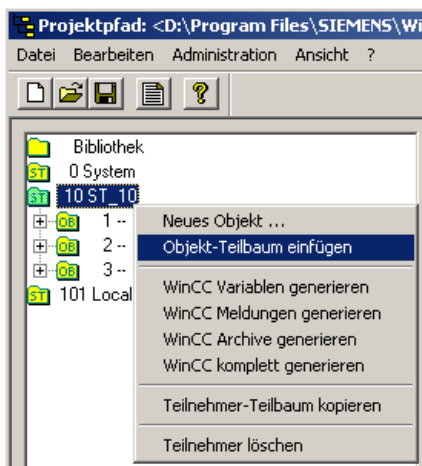 Projektpfad: <D:\Program Files\SIEMENS\Wi
Datei Bearbeiten Administration Ansicht ?
Bibliothek
ST 0 System
ST 10 ST_10
OB 1 --
OB 2 --
OB 3 --
ST 101 Local
Neues Objekt ...
Objekt-Teilbaum einfügen
WinCC Variablen generieren
WinCC Meldungen generieren
WinCC Archive generieren
WinCC komplett generieren
Teilnehmer-Teilbaum kopieren
Teilnehmer löschen